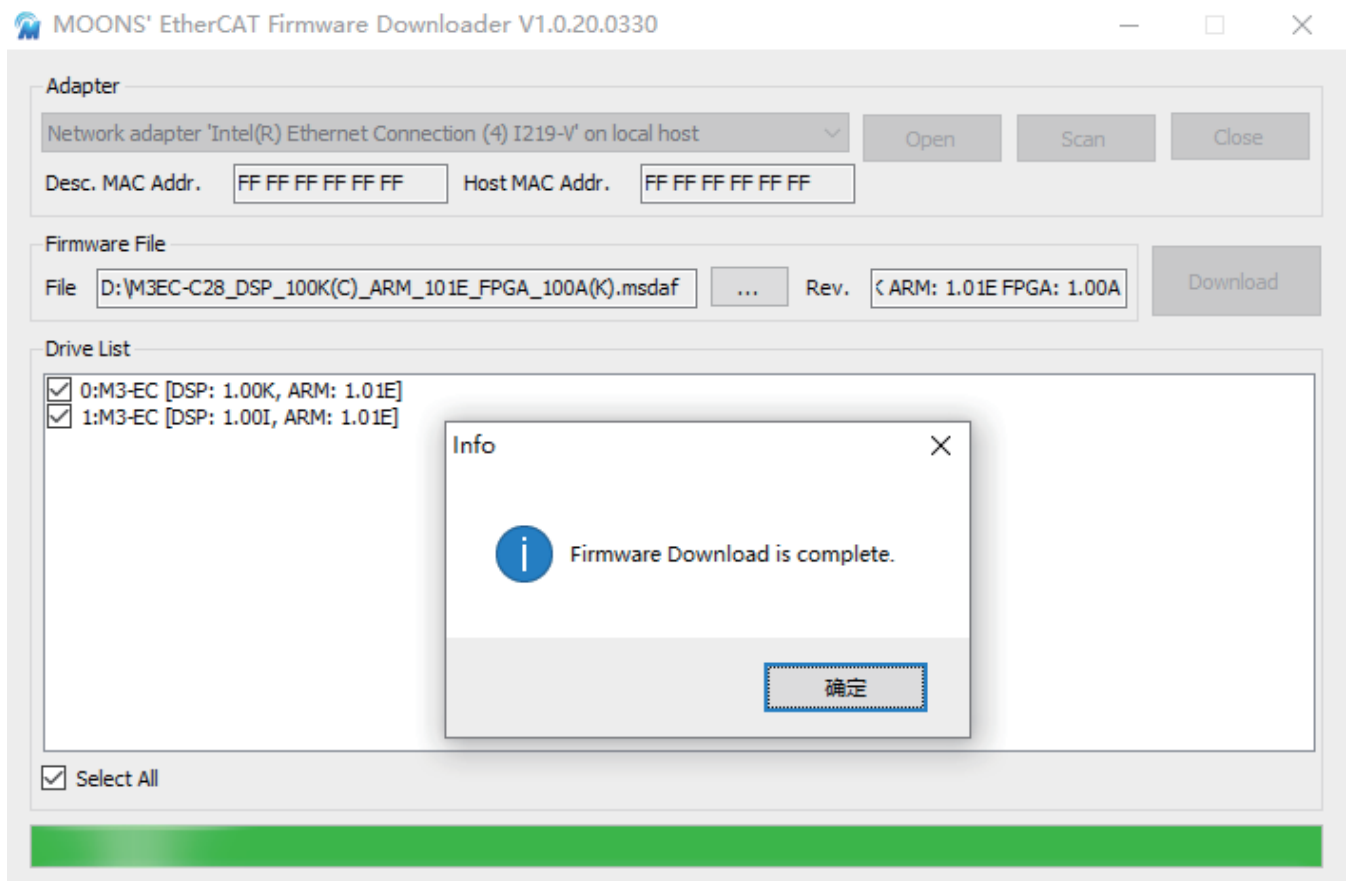 MOONS' EtherCAT Firmware Downloader V1.0.20.0330
Adapter
Network adapter 'Intel(R) Ethernet Connection (4) I219-V' on local host
Open
Scan
Close
Desc. MAC Addr.
FF FF FF FF FF FF
Host MAC Addr.
FF FF FF FF FF FF
Firmware File
File
D:\M3EC-C28_DSP_100K(C)_ARM_101E_FPGA_100A(K).msdaf
...
Rev.
ARM: 1.01E FPGA: 1.00A
Download
Drive List
0:M3-EC [DSP: 1.00K, ARM: 1.01E]
1:M3-EC [DSP: 1.00I, ARM: 1.01E]
Info
Firmware Download is complete.
确定
Select All